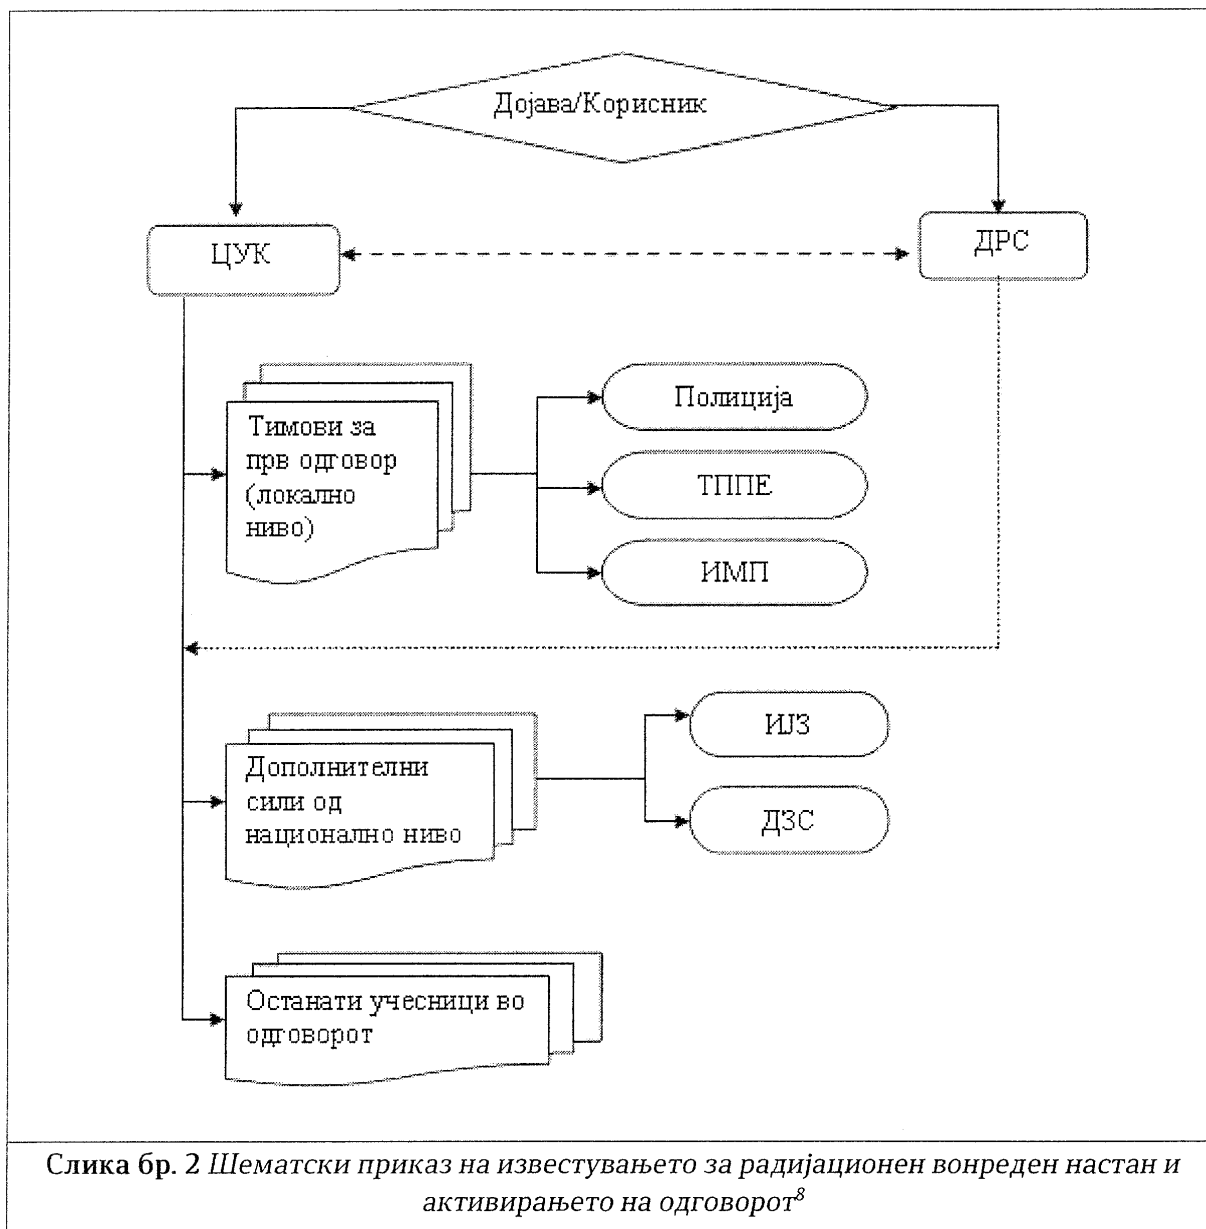 Дојава/Корисник
ЦУК
ДРС
Тимови за
прв одговор
(локално
ниво)
Полиција
ТППЕ
ИМП
Дополнителни
сили од
национално ниво
ИЈЗ
ДЗС
Останати учесници во
одговорот
Слика бр. 2 Шематски приказ на известувањето за радијационен вонреден настан и
активирањето на одговорот⁸